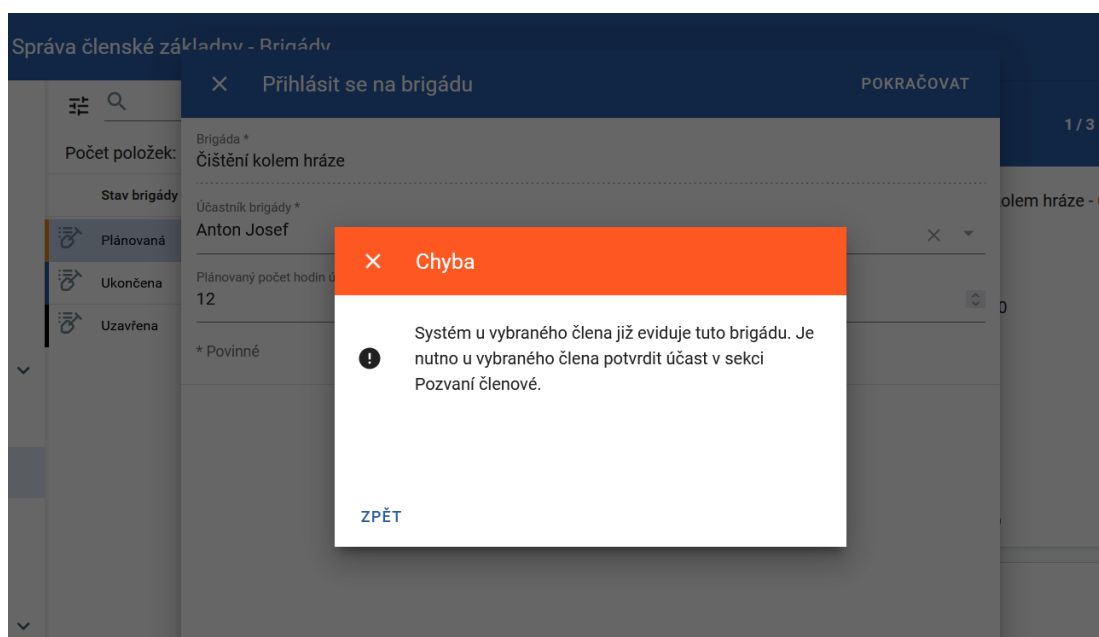 Správa členské základny - Brigády
Přihlásit se na brigádu
POKRAČOVAT
1 / 3
Počet položek:
Brigáda *
Čištění kolem hráze
Stav brigády
Účastník brigády *
olem hráze -
Anton Josef
Plánovaná
Chyba
Plánovaný počet hodin ú
Ukončena
12
0
Uzavřena
Systém u vybraného člena již eviduje tuto brigádu. Je
nutno u vybraného člena potvrdit účast v sekci
Pozvaní členové.
* Povinné
ZPĚT